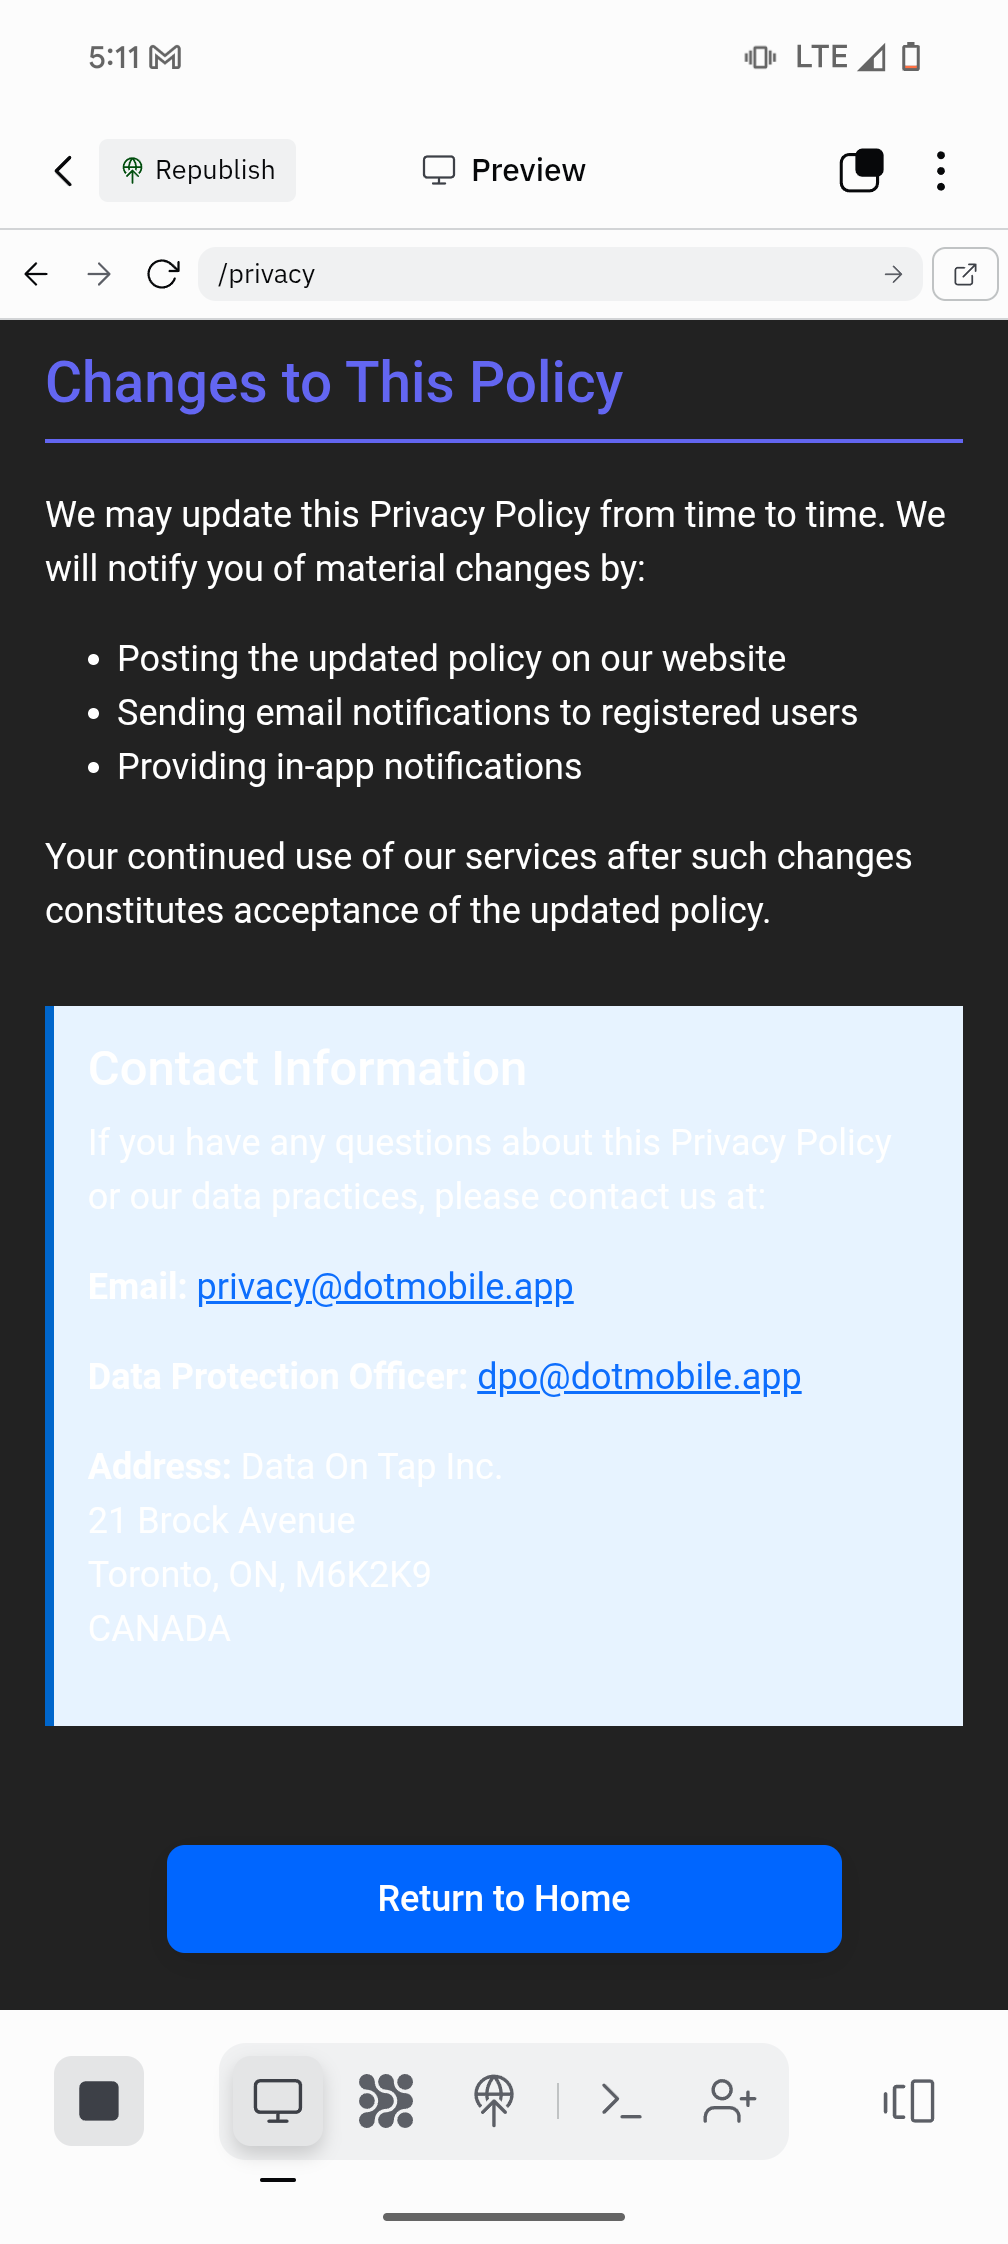 5:11 LTE
Republish Preview
/privacy
Changes to This Policy
We may update this Privacy Policy from time to time. We
will notify you of material changes by:
• Posting the updated policy on our website
• Sending email notifications to registered users
• Providing in-app notifications
Your continued use of our services after such changes
constitutes acceptance of the updated policy.
Contact Information
If you have any questions about this Privacy Policy
or our data practices, please contact us at:
Email: privacy@dotmobile.app
Data Protection Officer: dpo@dotmobile.app
Address: Data On Tap Inc.
21 Brock Avenue
Toronto, ON, M6K2K9
CANADA
Return to Home